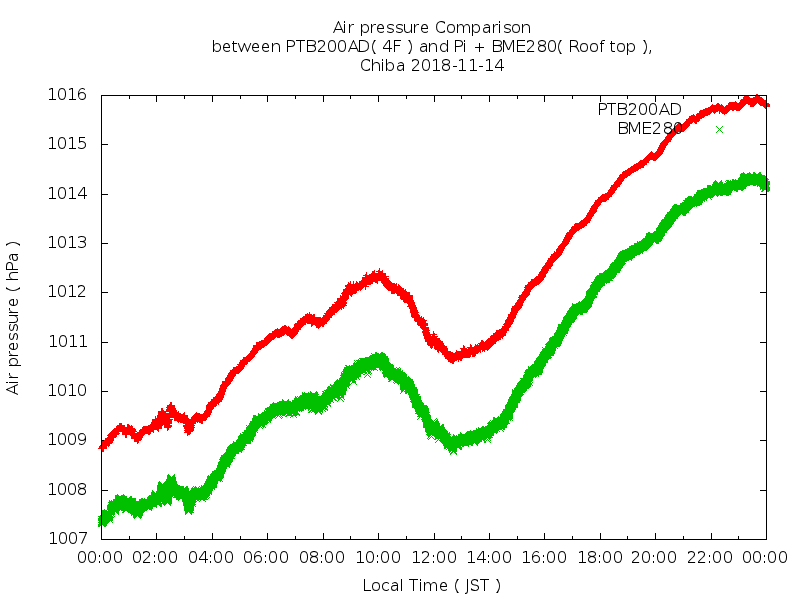 Air pressure Comparison
between PTB200AD( 4F ) and Pi + BME280( Roof top ),
Chiba 2018-11-14
PTB200AD
BME280
1016
1015
1014
1013
1012
1011
1010
1009
1008
1007
Air pressure ( hPa )
00:00 02:00 04:00 06:00 08:00 10:00 12:00 14:00 16:00 18:00 20:00 22:00 00:00
Local Time ( JST )